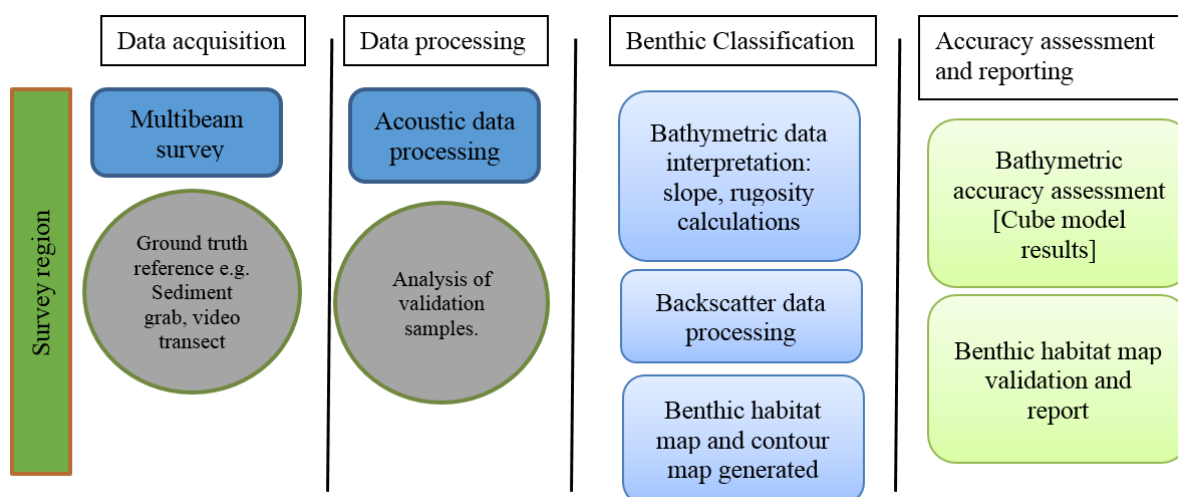 Survey region
Data acquisition
Multibeam
survey
Ground truth
reference e.g.
Sediment
grab, video
transect
Data processing
Acoustic data
processing
Analysis of
validation
samples.
Benthic Classification
Bathymetric data
interpretation:
slope, rugosity
calculations
Backscatter data
processing
Benthic habitat
map and contour
map generated
Accuracy assessment
and reporting
Bathymetric
accuracy assessment
[Cube model
results]
Benthic habitat map
validation and
report